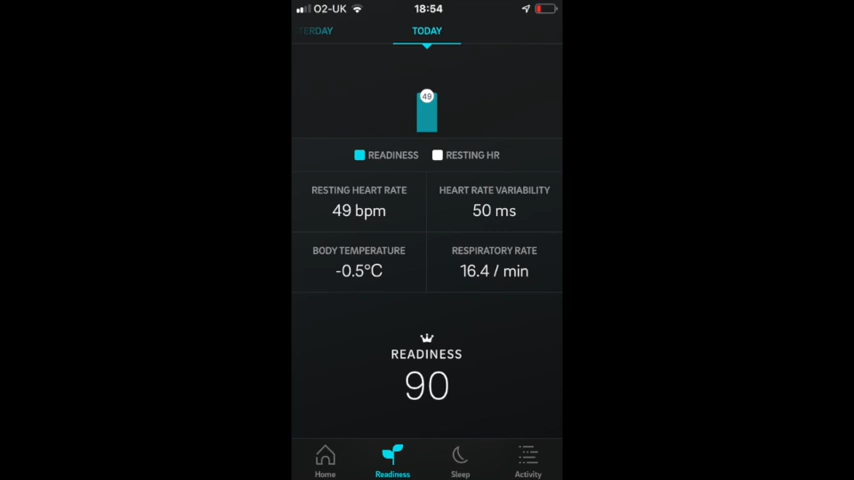 O2-UK 18:54
TERDAY TODAY
49
READINESS RESTING HR
RESTING HEART RATE HEART RATE VARIABILITY
49 bpm 50 ms
BODY TEMPERATURE RESPIRATORY RATE
-0.5°C 16.4 / min
READINESS
90
Home Readiness Sleep Activity